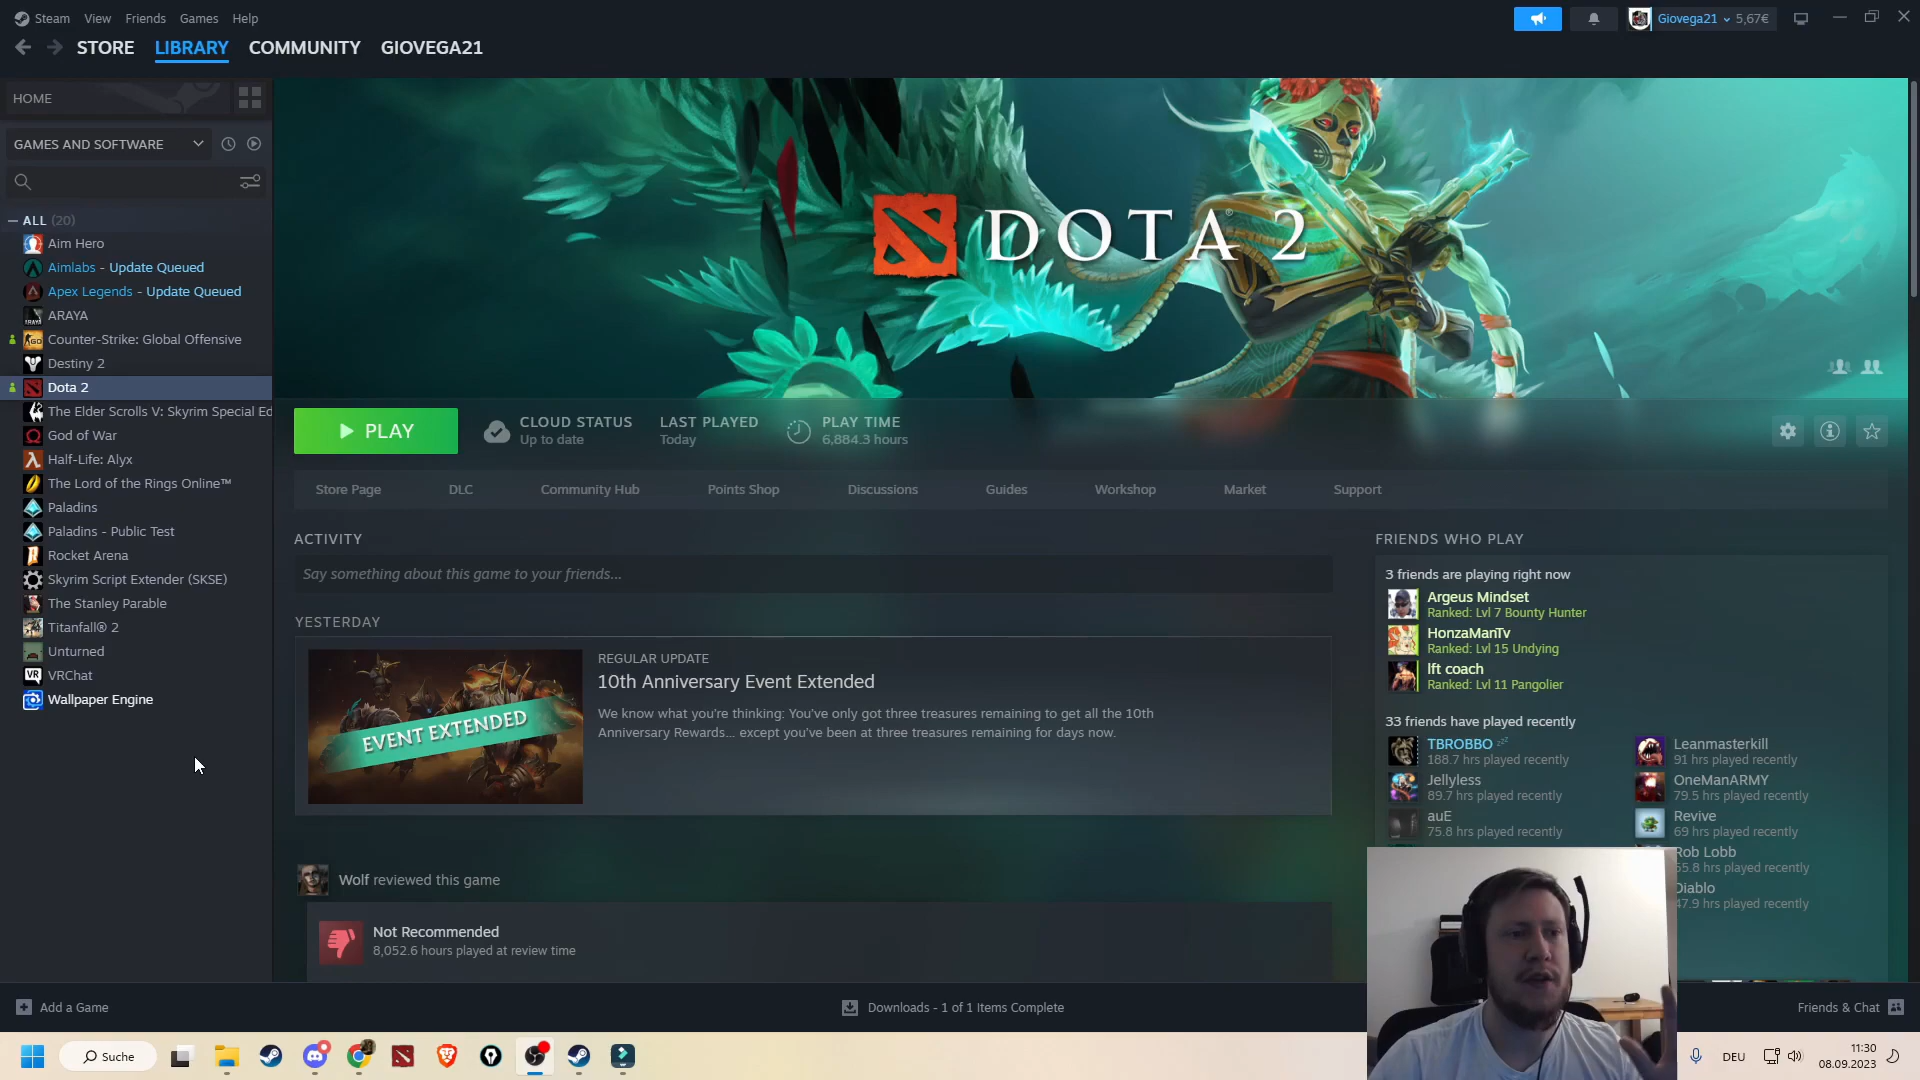 Steam View Friends Games Help
Giovega21 5,67€
STORE LIBRARY COMMUNITY GIOVEGA21
HOME
GAMES AND SOFTWARE
ALL (20)
Aim Hero
Aimlabs - Update Queued
Apex Legends - Update Queued
ARAYA
Counter-Strike: Global Offensive
Destiny 2
Dota 2
The Elder Scrolls V: Skyrim Special Ed
God of War
Half-Life: Alyx
The Lord of the Rings Online™
Paladins
Paladins - Public Test
Rocket Arena
Skyrim Script Extender (SKSE)
The Stanley Parable
Titanfall® 2
Unturned
VRChat
Wallpaper Engine
DOTA® 2
PLAY
CLOUD STATUS
Up to date
LAST PLAYED
Today
PLAY TIME
6,884.3 hours
Store Page DLC Community Hub Points Shop Discussions Guides Workshop Market Support
ACTIVITY
Say something about this game to your friends...
YESTERDAY
EVENT EXTENDED
REGULAR UPDATE
10th Anniversary Event Extended
We know what you're thinking: You've only got three treasures remaining to get all the 10th
Anniversary Rewards... except you've been at three treasures remaining for days now.
Wolf reviewed this game
Not Recommended
8,052.6 hours played at review time
FRIENDS WHO PLAY
3 friends are playing right now
Argeus Mindset
Ranked: Lvl 7 Bounty Hunter
HonzaManTv
Ranked: Lvl 15 Undying
lft coach
Ranked: Lvl 11 Pangolier
33 friends have played recently
TBROBBO zzz
188.7 hrs played recently
Leanmasterkill
91 hrs played recently
Jellyless
89.7 hrs played recently
OneManARMY
79.5 hrs played recently
auE
75.8 hrs played recently
Revive
69 hrs played recently
Rob Lobb
55.8 hrs played recently
Diablo
47.9 hrs played recently
Add a Game
Downloads - 1 of 1 Items Complete
Friends & Chat
Suche
DEU
11:30
08.09.2023